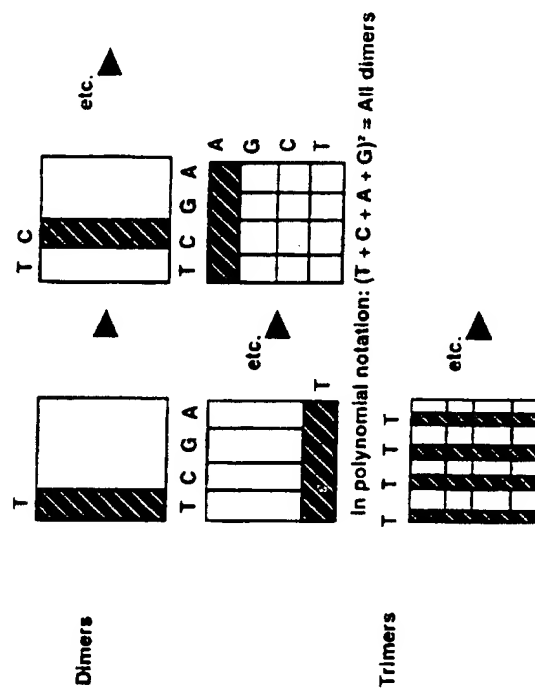 Dimers
T
T C
etc.
T C G A
T
etc.
T C G A
A
G
C
T
In polynomial notation: (T + C + A + G)² = All dimers
Trimers
T T T T
etc.